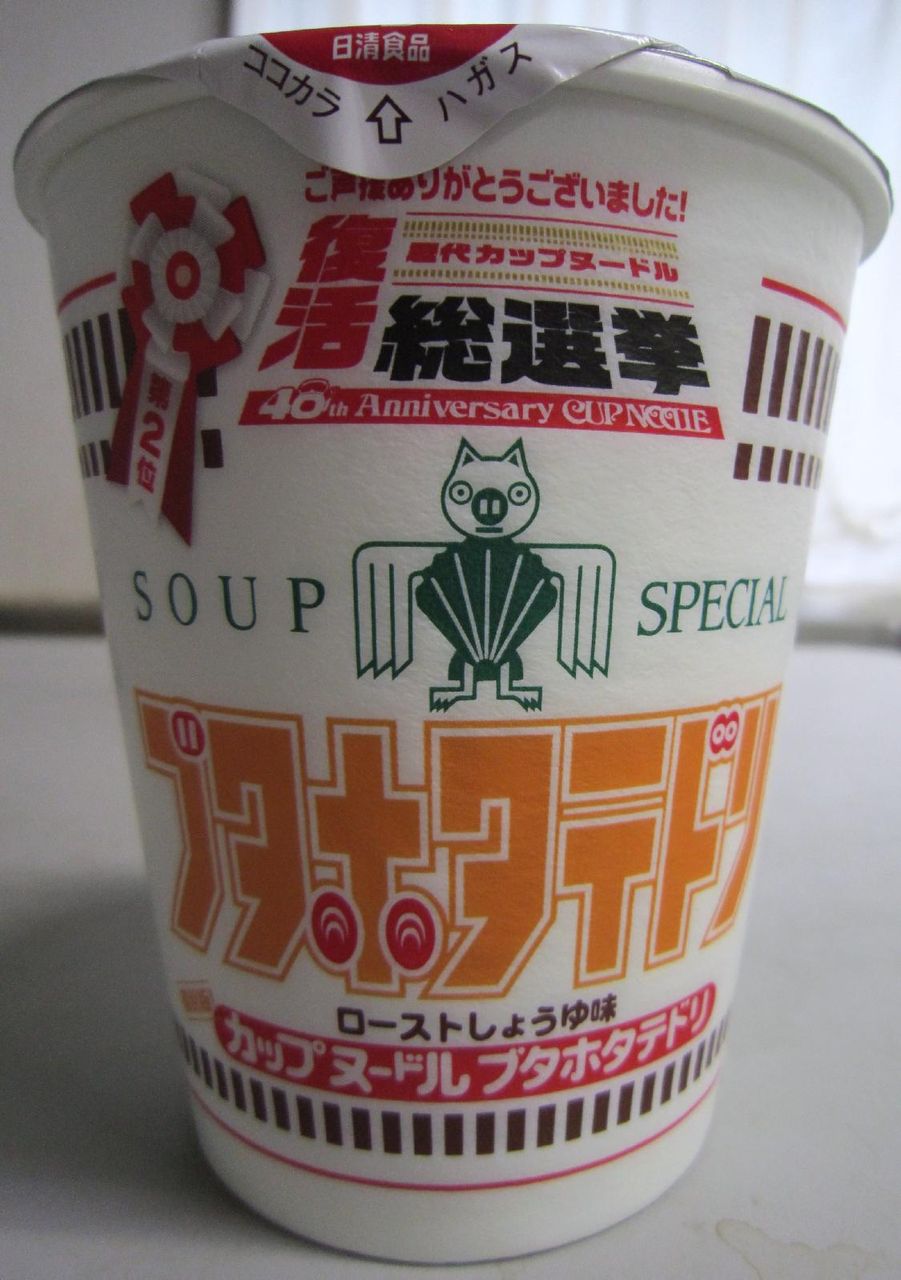 日清食品
ココカラ ハガス
ご声援ありがとうございました!
復活
歴代カップヌードル
総選挙
40th Anniversary CUP NOODLE
第2位
SOUP SPECIAL
ブタホタテドリ
ローストしょうゆ味
カップヌードル ブタホタテドリ